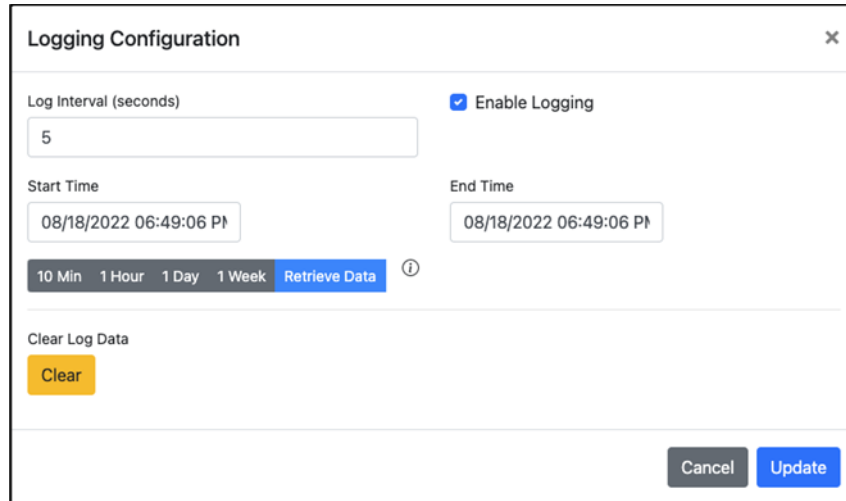 Logging Configuration ×
Log Interval (seconds)
Enable Logging
5
Start Time
End Time
08/18/2022 06:49:06 PM
08/18/2022 06:49:06 PM
10 Min 1 Hour 1 Day 1 Week Retrieve Data
Clear Log Data
Clear
Cancel Update